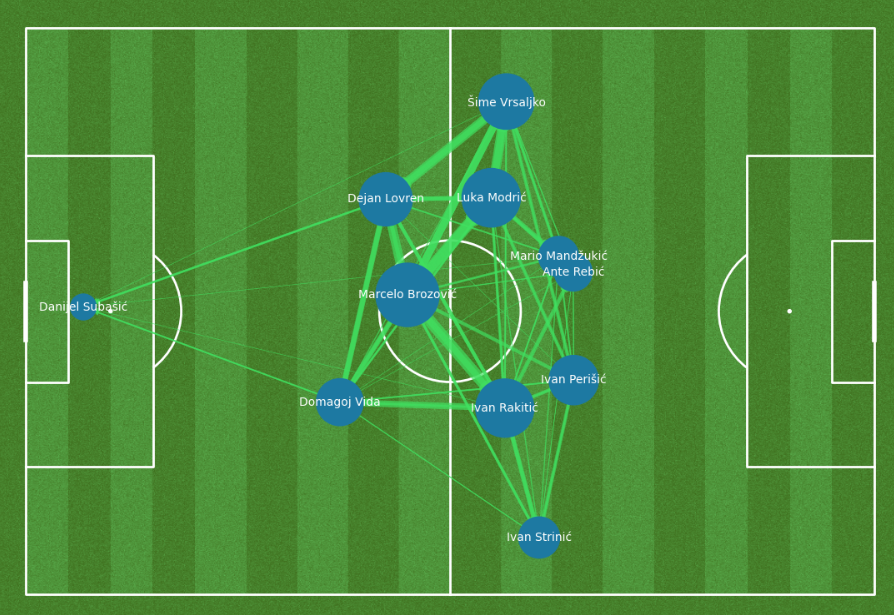 Šime Vrsaljko
Dejan Lovren
Luka Modrić
Mario Mandžukić
Ante Rebić
Marcelo Brozović
Danijel Subašić
Ivan Perišić
Domagoj Vida
Ivan Rakitić
Ivan Strinić